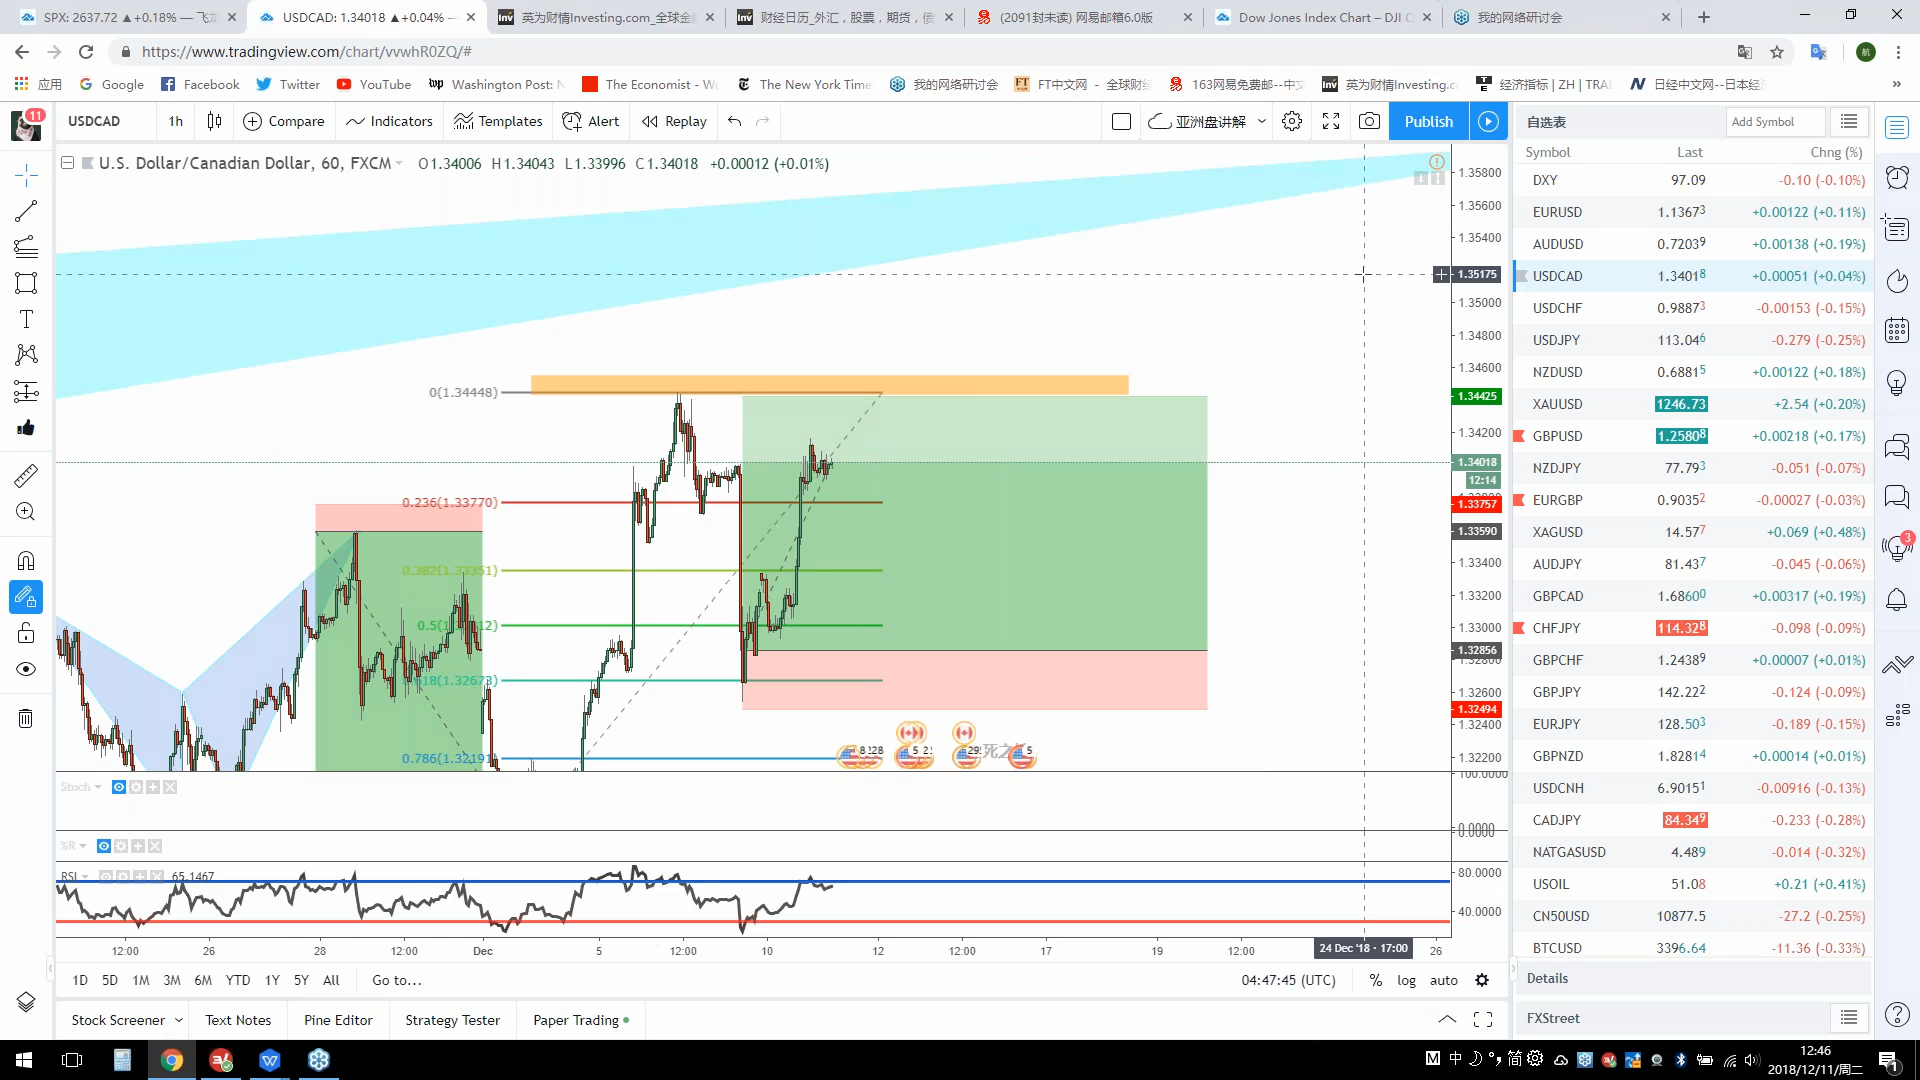 SPX: 2637.72 ▲+0.18% — 飞龙
USDCAD: 1.34018 ▲+0.04% —
英为财情Investing.com_全球金融
财经日历_外汇，股票，期货，债
(2091封未读) 网易邮箱6.0版
Dow Jones Index Chart – DJI
我的网络研讨会
https://www.tradingview.com/chart/vvwhR0ZQ/#
航
应用
Google
Facebook
Twitter
YouTube
Washington Post:
The Economist -
The New York Time
我的网络研讨会
FT中文网 - 全球财经
163网易免费邮--中文
英为财情Investing.c
经济指标 | ZH | TRAD
日经中文网--日本经济
»
11
USDCAD
1h
Compare
Indicators
Templates
Alert
Replay
亚洲盘讲解
Publish
自选表
Add Symbol
U.S. Dollar/Canadian Dollar, 60, FXCM O1.34006 H1.34043 L1.33996 C1.34018 +0.00012 (+0.01%)
Symbol Last Chng (%)
DXY 97.09 -0.10 (-0.10%)
EURUSD 1.13673 +0.00122 (+0.11%)
AUDUSD 0.72039 +0.00138 (+0.19%)
USDCAD 1.34018 +0.00051 (+0.04%)
USDCHF 0.98873 -0.00153 (-0.15%)
USDJPY 113.046 -0.279 (-0.25%)
NZDUSD 0.68815 +0.00122 (+0.18%)
XAUUSD 1246.73 +2.54 (+0.20%)
GBPUSD 1.25808 +0.00218 (+0.17%)
NZDJPY 77.793 -0.051 (-0.07%)
EURGBP 0.90352 -0.00027 (-0.03%)
XAGUSD 14.577 +0.069 (+0.48%)
AUDJPY 81.437 -0.045 (-0.06%)
GBPCAD 1.68600 +0.00317 (+0.19%)
CHFJPY 114.328 -0.098 (-0.09%)
GBPCHF 1.24389 +0.00007 (+0.01%)
GBPJPY 142.222 -0.124 (-0.09%)
EURJPY 128.503 -0.189 (-0.15%)
GBPNZD 1.82814 +0.00014 (+0.01%)
USDCNH 6.90151 -0.00916 (-0.13%)
CADJPY 84.349 -0.233 (-0.28%)
NATGASUSD 4.489 -0.014 (-0.32%)
USOIL 51.08 +0.21 (+0.41%)
CN50USD 10877.5 -27.2 (-0.25%)
BTCUSD 3396.64 -11.36 (-0.33%)
Details
FXStreet
3
1.35800
1.35600
1.35400
1.35175
1.35000
1.34800
1.34600
1.34425
1.34200
1.34018
12:14
1.33757
1.33590
1.33400
1.33200
1.33000
1.32856
1.32600
1.32494
1.32400
1.32200
0(1.34448)
0.236(1.33770)
0.382(1.33351)
0.618(1.32673)
0.786(1.32191)
Stoch
100.0000
0.0000
%R
RSI 65.1467
80.0000
40.0000
12:00 26 28 12:00 Dec 5 12:00 10 12 12:00 17 19 12:00 24 Dec '18 - 17:00 26
1D 5D 1M 3M 6M YTD 1Y 5Y All Go to...
04:47:45 (UTC) % log auto
Stock Screener Text Notes Pine Editor Strategy Tester Paper Trading
中 简
12:46
2018/12/11/周二
1